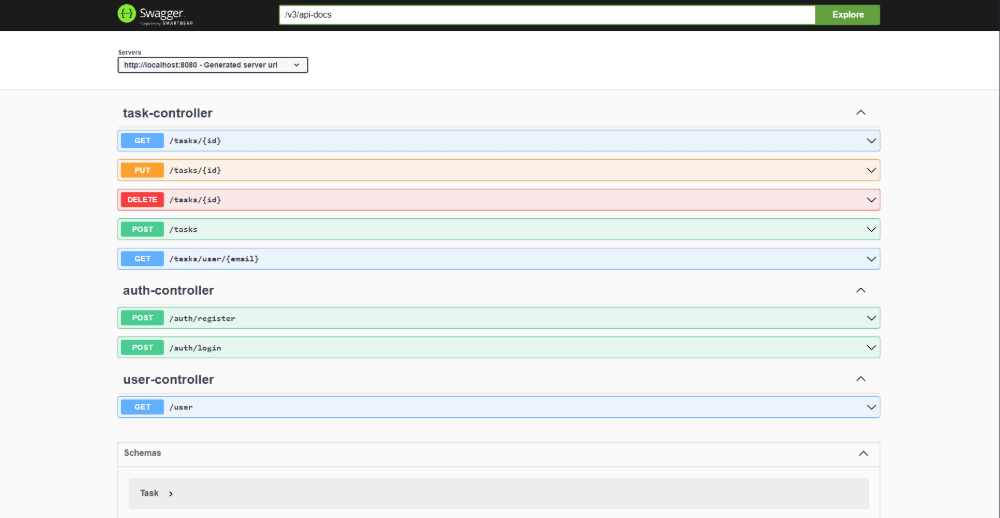 Swagger
Supported by SMARTBEAR
/v3/api-docs
Explore
Servers
http://localhost:8080 - Generated server url
task-controller
GET /tasks/{id}
PUT /tasks/{id}
DELETE /tasks/{id}
POST /tasks
GET /tasks/user/{email}
auth-controller
POST /auth/register
POST /auth/login
user-controller
GET /user
Schemas
Task